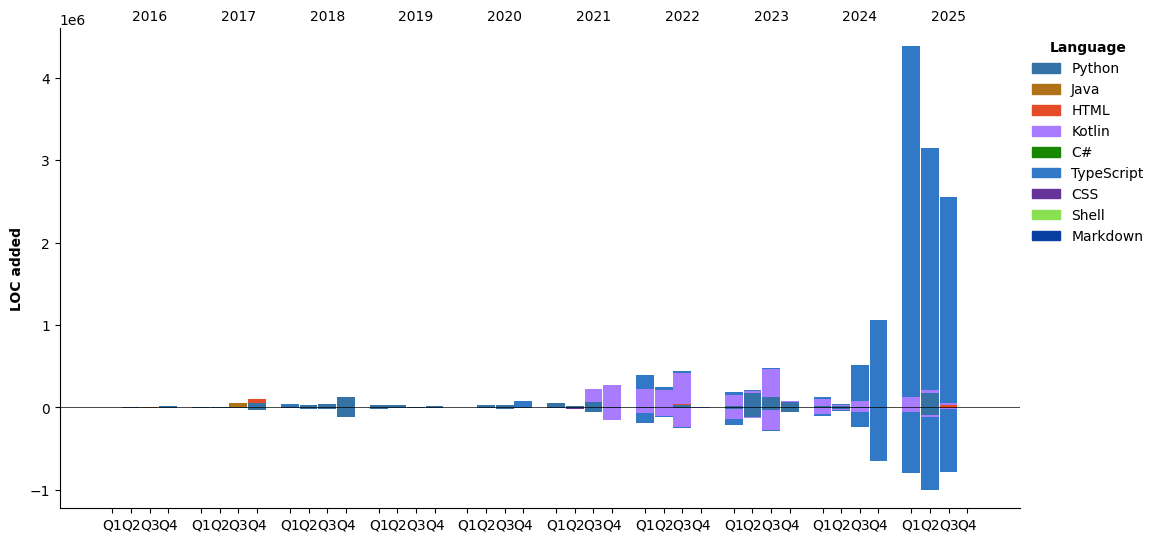 1e6
2016 2017 2018 2019 2020 2021 2022 2023 2024 2025
Language
Python
Java
HTML
Kotlin
C#
TypeScript
CSS
Shell
Markdown
LOC added
4
3
2
1
0
−1
Q1Q2Q3Q4 Q1Q2Q3Q4 Q1Q2Q3Q4 Q1Q2Q3Q4 Q1Q2Q3Q4 Q1Q2Q3Q4 Q1Q2Q3Q4 Q1Q2Q3Q4 Q1Q2Q3Q4 Q1Q2Q3Q4